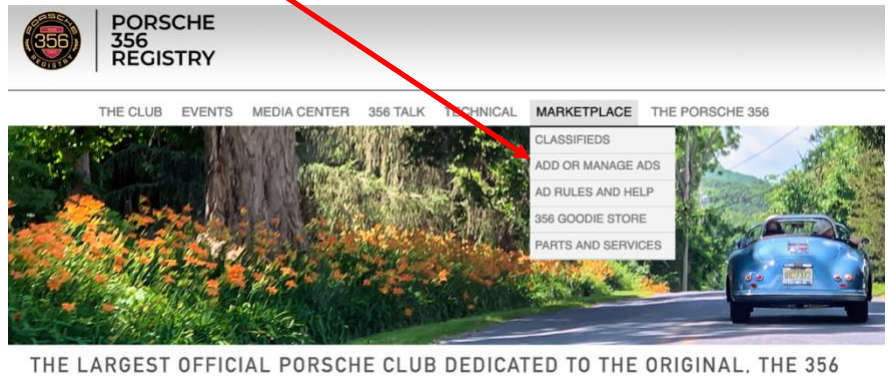 PORSCHE
356
REGISTRY
356
REGISTRY
THE CLUB EVENTS MEDIA CENTER 356 TALK TECHNICAL MARKETPLACE THE PORSCHE 356
CLASSIFIEDS
ADD OR MANAGE ADS
AD RULES AND HELP
356 GOODIE STORE
PARTS AND SERVICES
THE LARGEST OFFICIAL PORSCHE CLUB DEDICATED TO THE ORIGINAL, THE 356